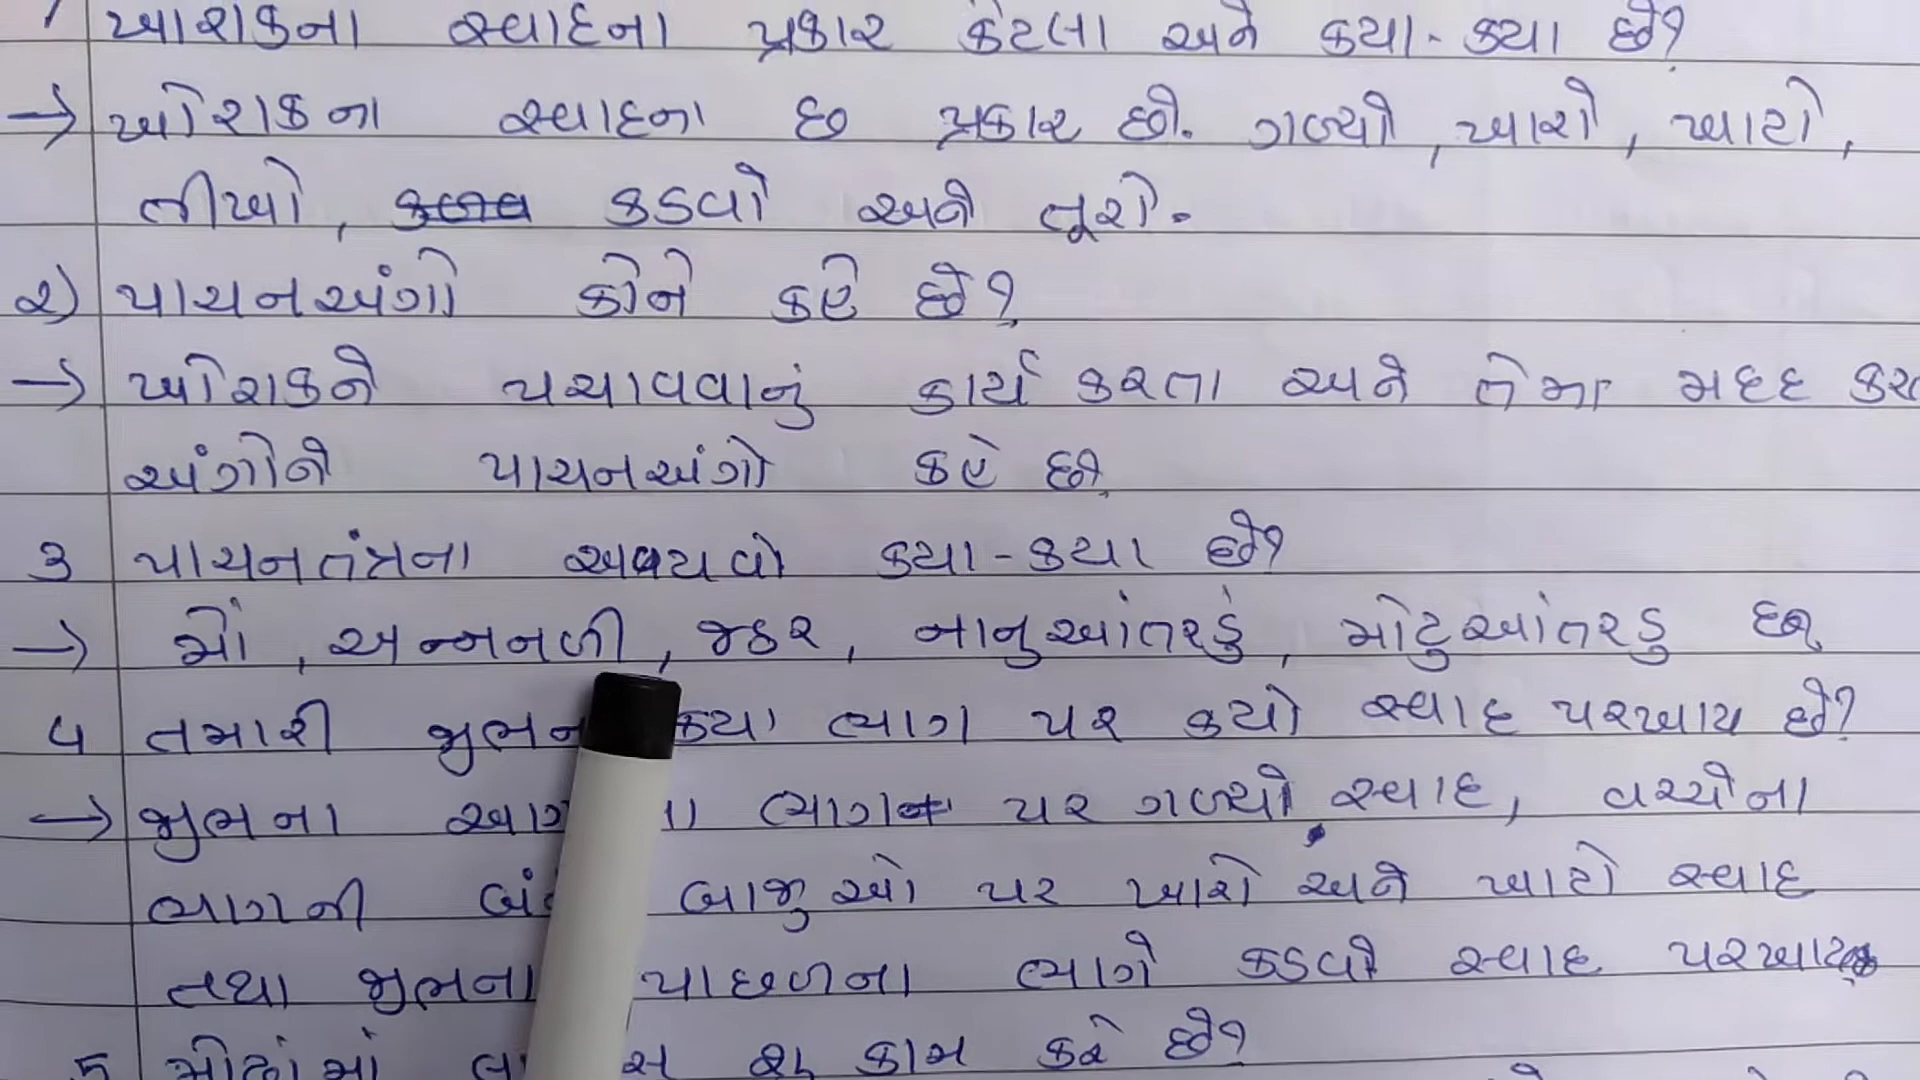 ખોરાકના સ્વાદના પ્રકાર કેટલા અને કયા-કયા છે?
→ ખોરાકના સ્વાદના છ પ્રકાર છે. ગળ્યો, ખારો, ખાટો,
તીખો, કડવો અને તૂરો.
૨) પાચનઅંગો કોને કહે છે?
→ ખોરાકને પચાવવાનું કાર્ય કરતા અને તેમા મદદ
અંગોને પાચનઅંગો કહે છે.
૩ પાચનતંત્રના અવયવો કયા-કયા છે?
→ મોં, અન્નનળી, જઠર, નાનુઆંતરડું, મોટુઆંતરડુ છે.
૫ તમારી જીભના કયા ભાગ પર કયો સ્વાદ પરખાય છે?
→ જીભના ભાગ પર ગળ્યો સ્વાદ, વચ્ચેના
ભાગની બાજુઓ પર ખારો અને ખાટો સ્વાદ
તથા જીભના પાછળના ભાગે કડવો સ્વાદ પરખાય
શુ કામ કરે છે?